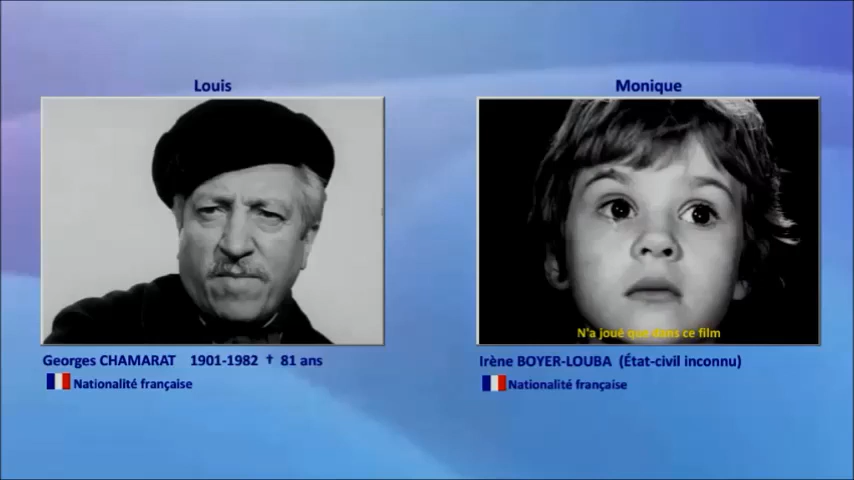 Louis
Monique
N'a joué que dans ce film
Georges CHAMARAT 1901-1982 † 81 ans
Irène BOYER-LOUBA (État-civil inconnu)
Nationalité française
Nationalité française